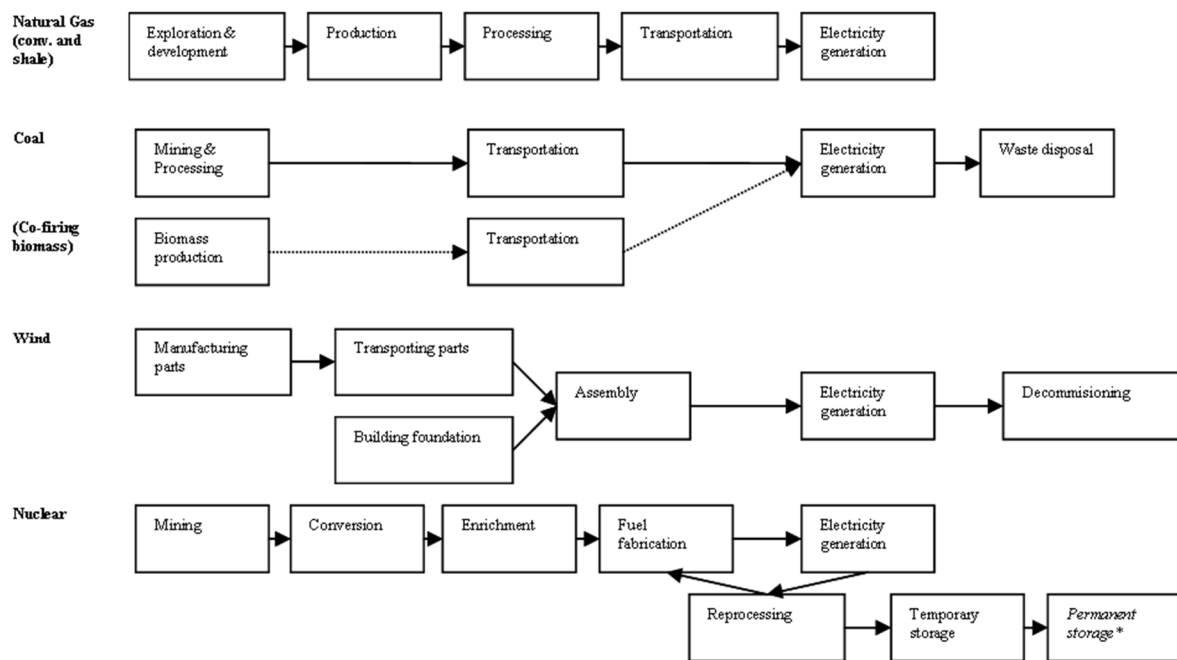 Natural Gas
(conv. and
shale)
Exploration &
development
Production
Processing
Transportation
Electricity
generation
Coal
Mining &
Processing
Transportation
Electricity
generation
Waste disposal
(Co-firing
biomass)
Biomass
production
Transportation
Wind
Manufacturing
parts
Transporting parts
Building foundation
Assembly
Electricity
generation
Decommisioning
Nuclear
Mining
Conversion
Enrichment
Fuel
fabrication
Electricity
generation
Reprocessing
Temporary
storage
Permanent
storage*